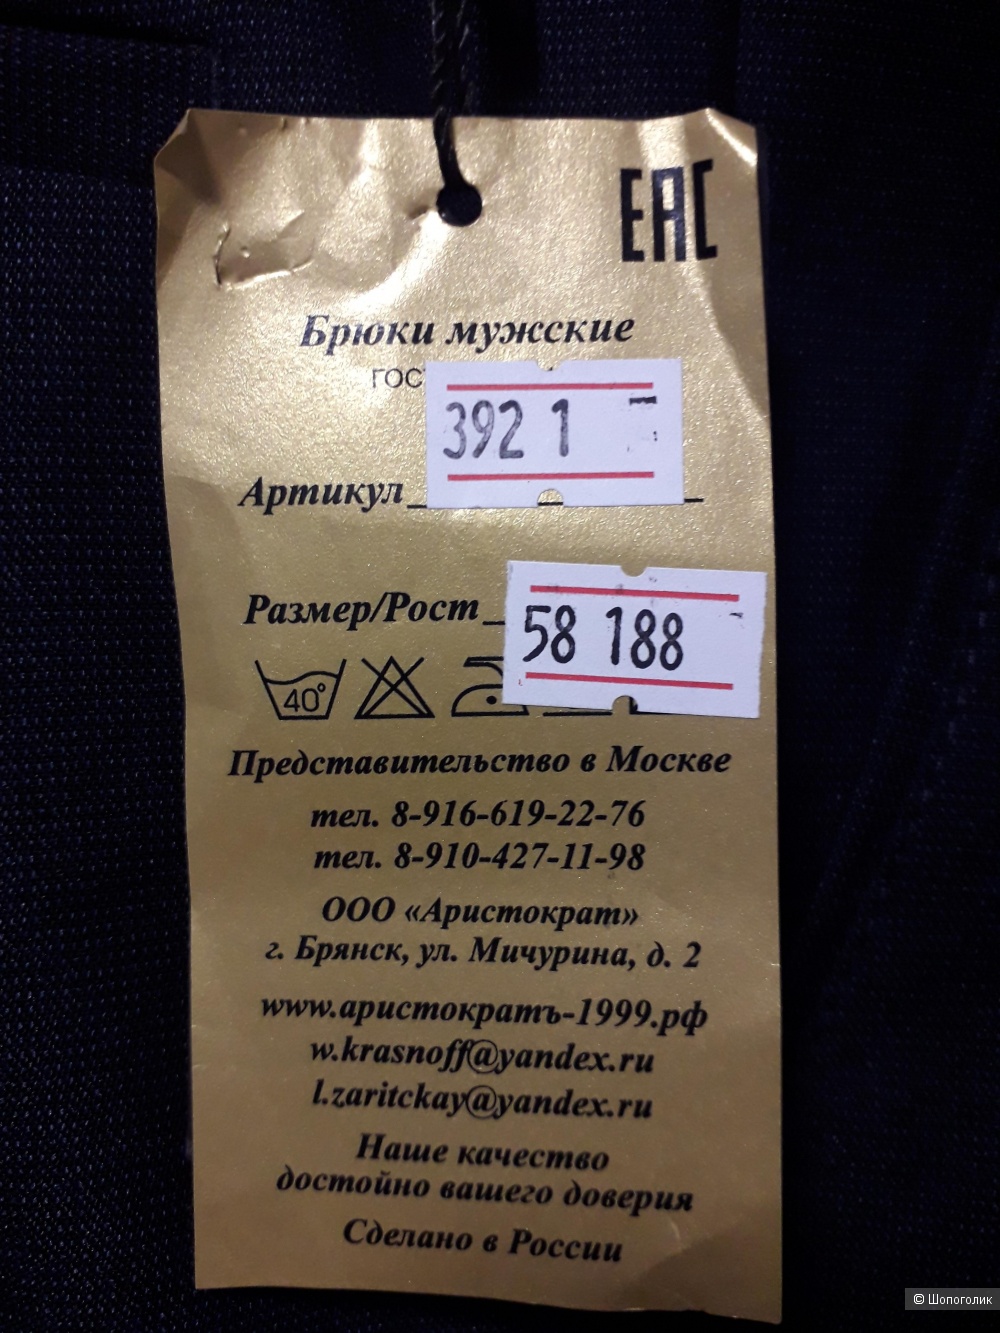 ЕАС
Брюки мужские
ГОСТ
392 1
Артикул
Размер/Рост
58 188
40°
Представительство в Москве
тел. 8-916-619-22-76
тел. 8-910-427-11-98
ООО «Аристократ»
г. Брянск, ул. Мичурина, д. 2
www.аристократъ-1999.рф
w.krasnoff@yandex.ru
l.zaritckay@yandex.ru
Наше качество
достойно вашего доверия
Сделано в России
© Шопоголик